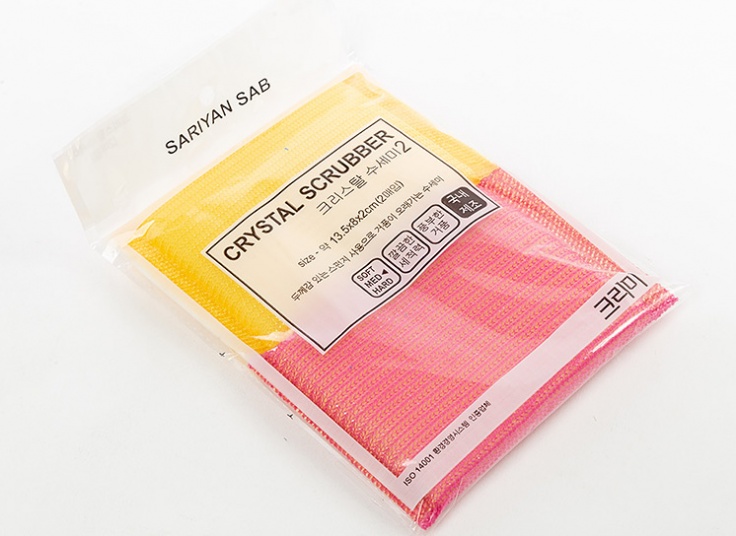 SARIYAN SAB
CRYSTAL SCRUBBER
크리스탈 수세미2
size - 약 13.5x8x2cm(2매입)
두께감 있는 스펀지 사용으로 거품이 오래가는 수세미
SOFT
MED◀
HARD
깔끔한
세척력
풍부한
거품
국내
제조
크리미
ISO 14001 환경경영시스템 인증업체